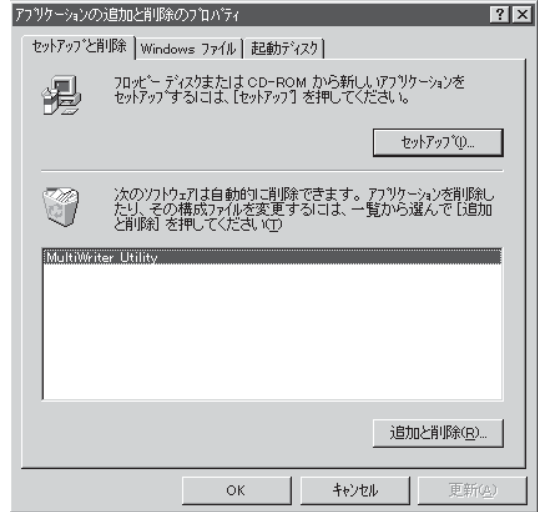 アプリケーションの追加と削除のプロパティ
セットアップと削除
Windows ファイル
起動ディスク
フロッピー ディスクまたは CD-ROM から新しいアプリケーションを
セットアップするには、[セットアップ] を押してください。
セットアップ(I)...
次のソフトウェアは自動的に削除できます。アプリケーションを削除し
たり、その構成ファイルを変更するには、一覧から選んで [追加
と削除] を押してください(T)
MultiWriter Utility
追加と削除(R)...
OK
キャンセル
更新(A)